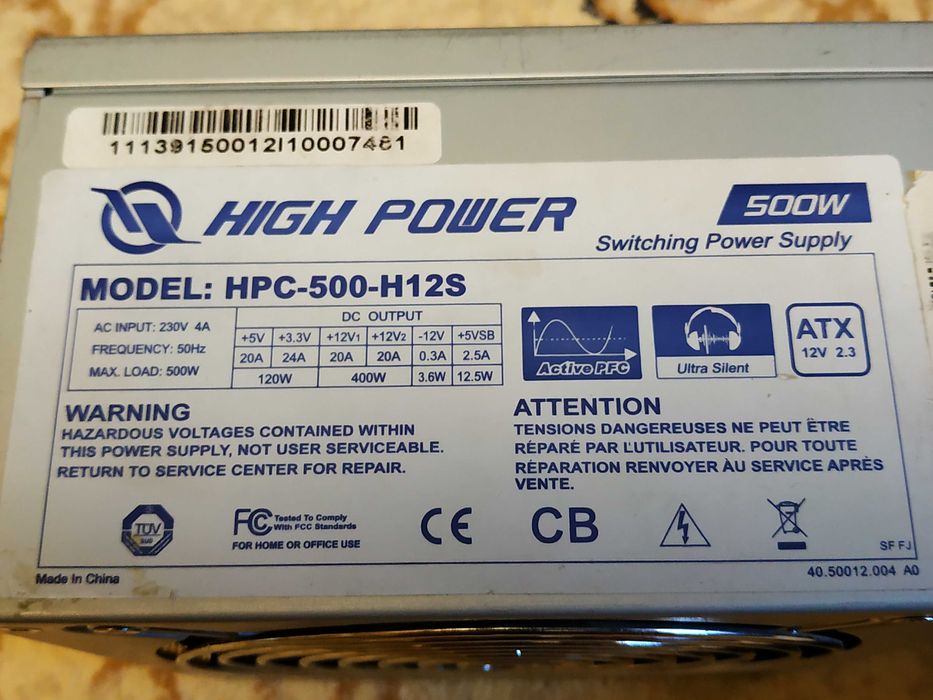 11139150012I10007481
HIGH POWER
500W
Switching Power Supply
MODEL: HPC-500-H12S
AC INPUT: 230V 4A
FREQUENCY: 50Hz
MAX. LOAD: 500W
DC OUTPUT
+5V +3.3V +12V1 +12V2 -12V +5VSB
20A 24A 20A 20A 0.3A 2.5A
120W 400W 3.6W 12.5W
Active PFC
Ultra Silent
ATX
12V 2.3
WARNING
HAZARDOUS VOLTAGES CONTAINED WITHIN
THIS POWER SUPPLY, NOT USER SERVICEABLE.
RETURN TO SERVICE CENTER FOR REPAIR.
ATTENTION
TENSIONS DANGEREUSES NE PEUT ÊTRE
RÉPARÉ PAR L'UTILISATEUR. POUR TOUTE
RÉPARATION RENVOYER ÀU SERVICE APRÈS
VENTE.
TÜV
SÜD
FC Tested To Comply
With FCC Standards
FOR HOME OR OFFICE USE
CE
CB
SF FJ
Made In China
40.50012.004 A0